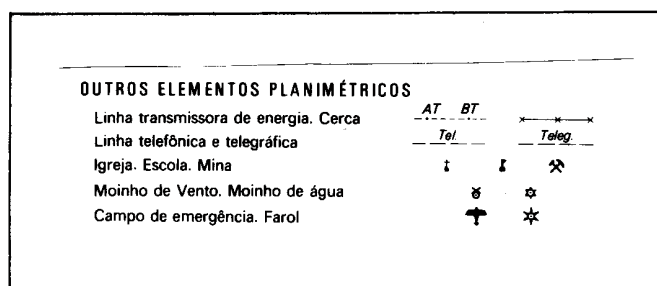 OUTROS ELEMENTOS PLANIMÉTRICOS
Linha transmissora de energia. Cerca AT BT
Linha telefônica e telegráfica Tel. Teleg.
Igreja. Escola. Mina
Moinho de Vento. Moinho de água
Campo de emergência. Farol